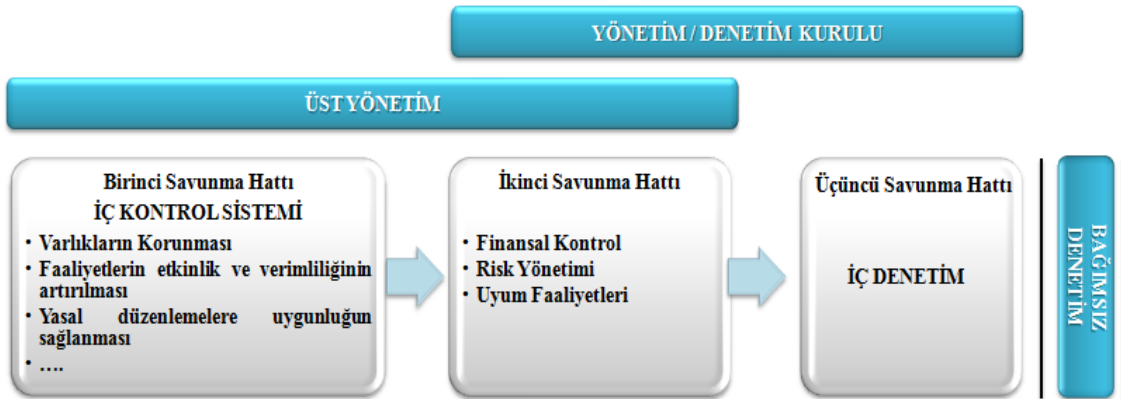 YÖNETİM / DENETİM KURULU
ÜST YÖNETİM
Birinci Savunma Hattı
İÇ KONTROL SİSTEMİ
• Varlıkların Korunması
• Faaliyetlerin etkinlik ve verimliliğinin
artırılması
• Yasal düzenlemelere uygunluğun
sağlanması
• ….
İkinci Savunma Hattı
• Finansal Kontrol
• Risk Yönetimi
• Uyum Faaliyetleri
Üçüncü Savunma Hattı
İÇ DENETİM
BAĞIMSIZ
DENETİM